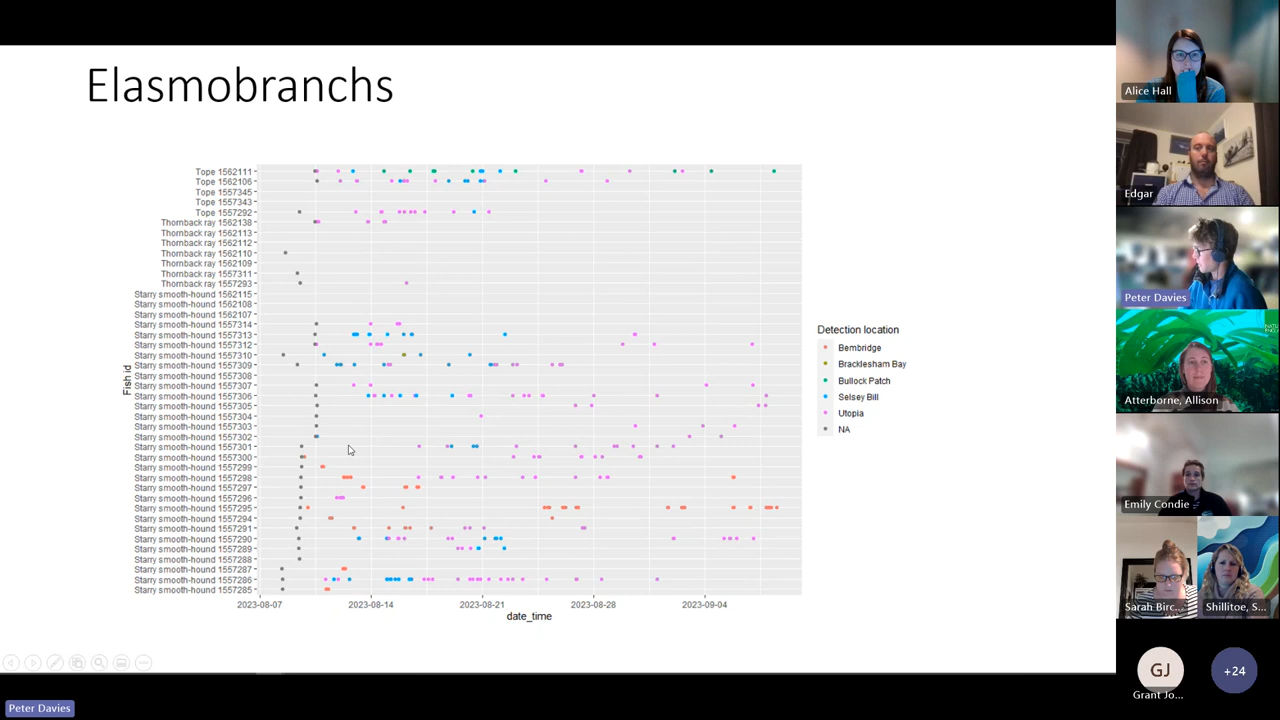 Elasmobranchs
Tope 1562111
Tope 1562106
Tope 1557345
Tope 1557343
Tope 1557292
Thornback ray 1562138
Thornback ray 1562113
Thornback ray 1562112
Thornback ray 1562110
Thornback ray 1562109
Thornback ray 1557311
Thornback ray 1557293
Starry smooth-hound 1562115
Starry smooth-hound 1562108
Starry smooth-hound 1562107
Starry smooth-hound 1557314
Starry smooth-hound 1557313
Starry smooth-hound 1557312
Starry smooth-hound 1557310
Starry smooth-hound 1557309
Starry smooth-hound 1557308
Starry smooth-hound 1557307
Starry smooth-hound 1557306
Starry smooth-hound 1557305
Starry smooth-hound 1557304
Starry smooth-hound 1557303
Starry smooth-hound 1557302
Starry smooth-hound 1557301
Starry smooth-hound 1557300
Starry smooth-hound 1557299
Starry smooth-hound 1557298
Starry smooth-hound 1557297
Starry smooth-hound 1557296
Starry smooth-hound 1557295
Starry smooth-hound 1557294
Starry smooth-hound 1557291
Starry smooth-hound 1557290
Starry smooth-hound 1557289
Starry smooth-hound 1557288
Starry smooth-hound 1557287
Starry smooth-hound 1557286
Starry smooth-hound 1557285
Fish id
2023-08-07 2023-08-14 2023-08-21 2023-08-28 2023-09-04
date_time
Detection location
Bembridge
Bracklesham Bay
Bullock Patch
Selsey Bill
Utopia
NA
Alice Hall
Edgar
Peter Davies
Atterborne, Allison
Emily Condie
Sarah Birc...
Shillitoe, S...
GJ
+24
Grant Jo...
Peter Davies